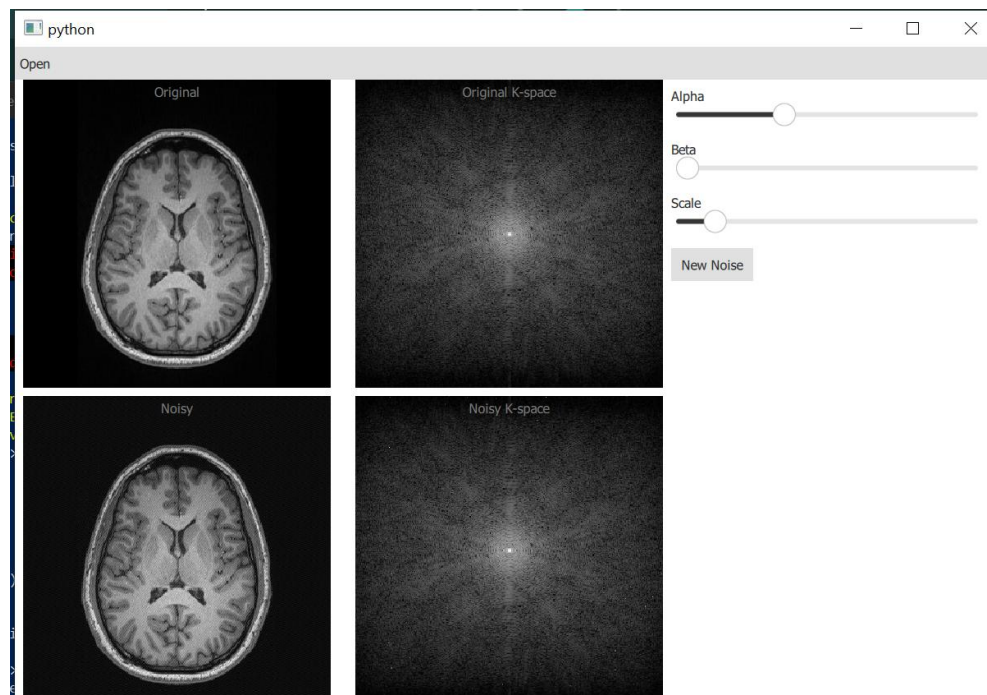 python
Open
Original
Original K-space
Alpha
Beta
Scale
New Noise
Noisy
Noisy K-space